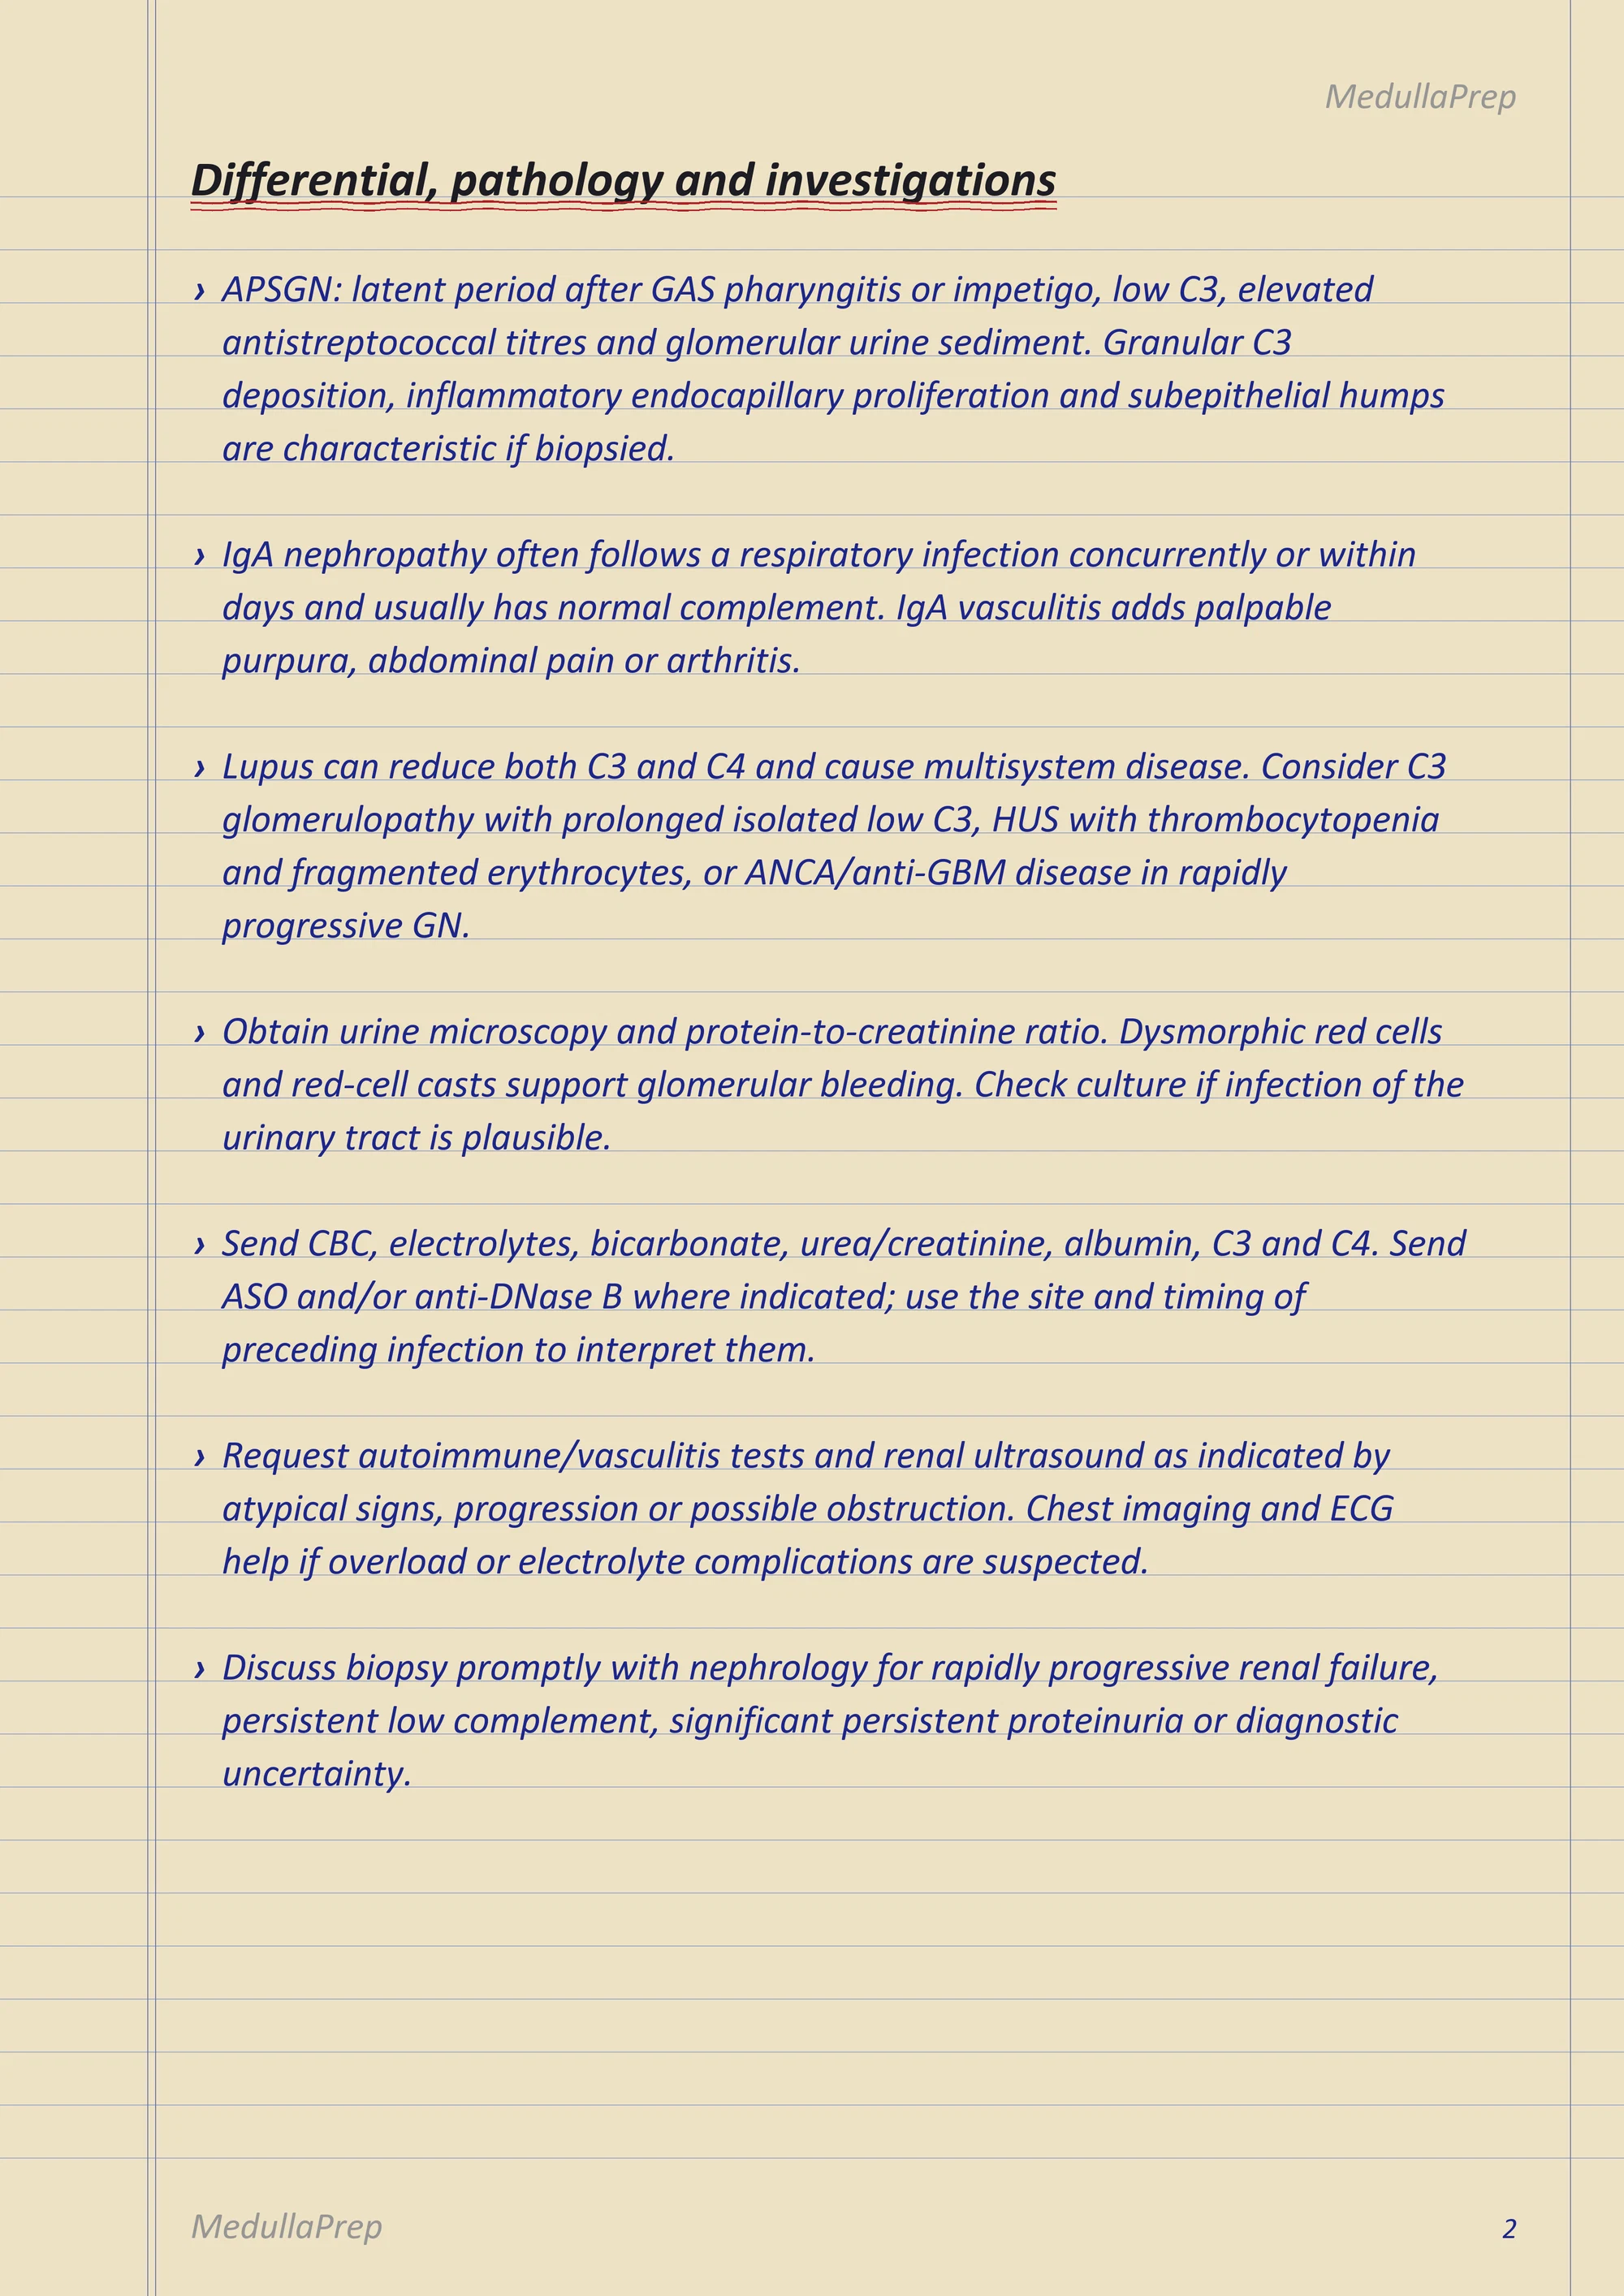 MedullaPrep
Differential, pathology and investigations
› APSGN: latent period after GAS pharyngitis or impetigo, low C3, elevated
antistreptococcal titres and glomerular urine sediment. Granular C3
deposition, inflammatory endocapillary proliferation and subepithelial humps
are characteristic if biopsied.
› IgA nephropathy often follows a respiratory infection concurrently or within
days and usually has normal complement. IgA vasculitis adds palpable
purpura, abdominal pain or arthritis.
› Lupus can reduce both C3 and C4 and cause multisystem disease. Consider C3
glomerulopathy with prolonged isolated low C3, HUS with thrombocytopenia
and fragmented erythrocytes, or ANCA/anti-GBM disease in rapidly
progressive GN.
› Obtain urine microscopy and protein-to-creatinine ratio. Dysmorphic red cells
and red-cell casts support glomerular bleeding. Check culture if infection of the
urinary tract is plausible.
› Send CBC, electrolytes, bicarbonate, urea/creatinine, albumin, C3 and C4. Send
ASO and/or anti-DNase B where indicated; use the site and timing of
preceding infection to interpret them.
› Request autoimmune/vasculitis tests and renal ultrasound as indicated by
atypical signs, progression or possible obstruction. Chest imaging and ECG
help if overload or electrolyte complications are suspected.
› Discuss biopsy promptly with nephrology for rapidly progressive renal failure,
persistent low complement, significant persistent proteinuria or diagnostic
uncertainty.
MedullaPrep
2